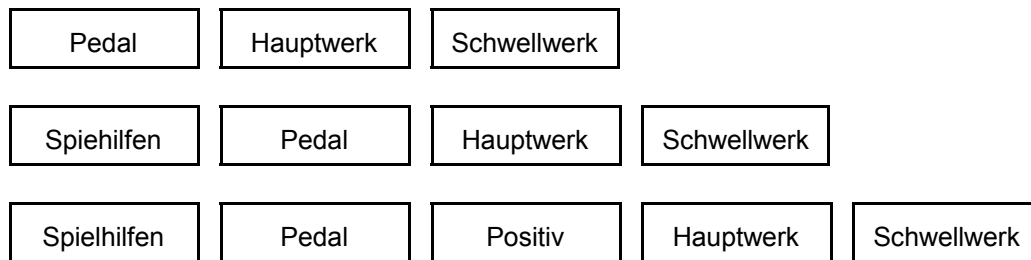 Pedal Hauptwerk Schwellwerk
Spiehilfen Pedal Hauptwerk Schwellwerk
Spielhilfen Pedal Positiv Hauptwerk Schwellwerk